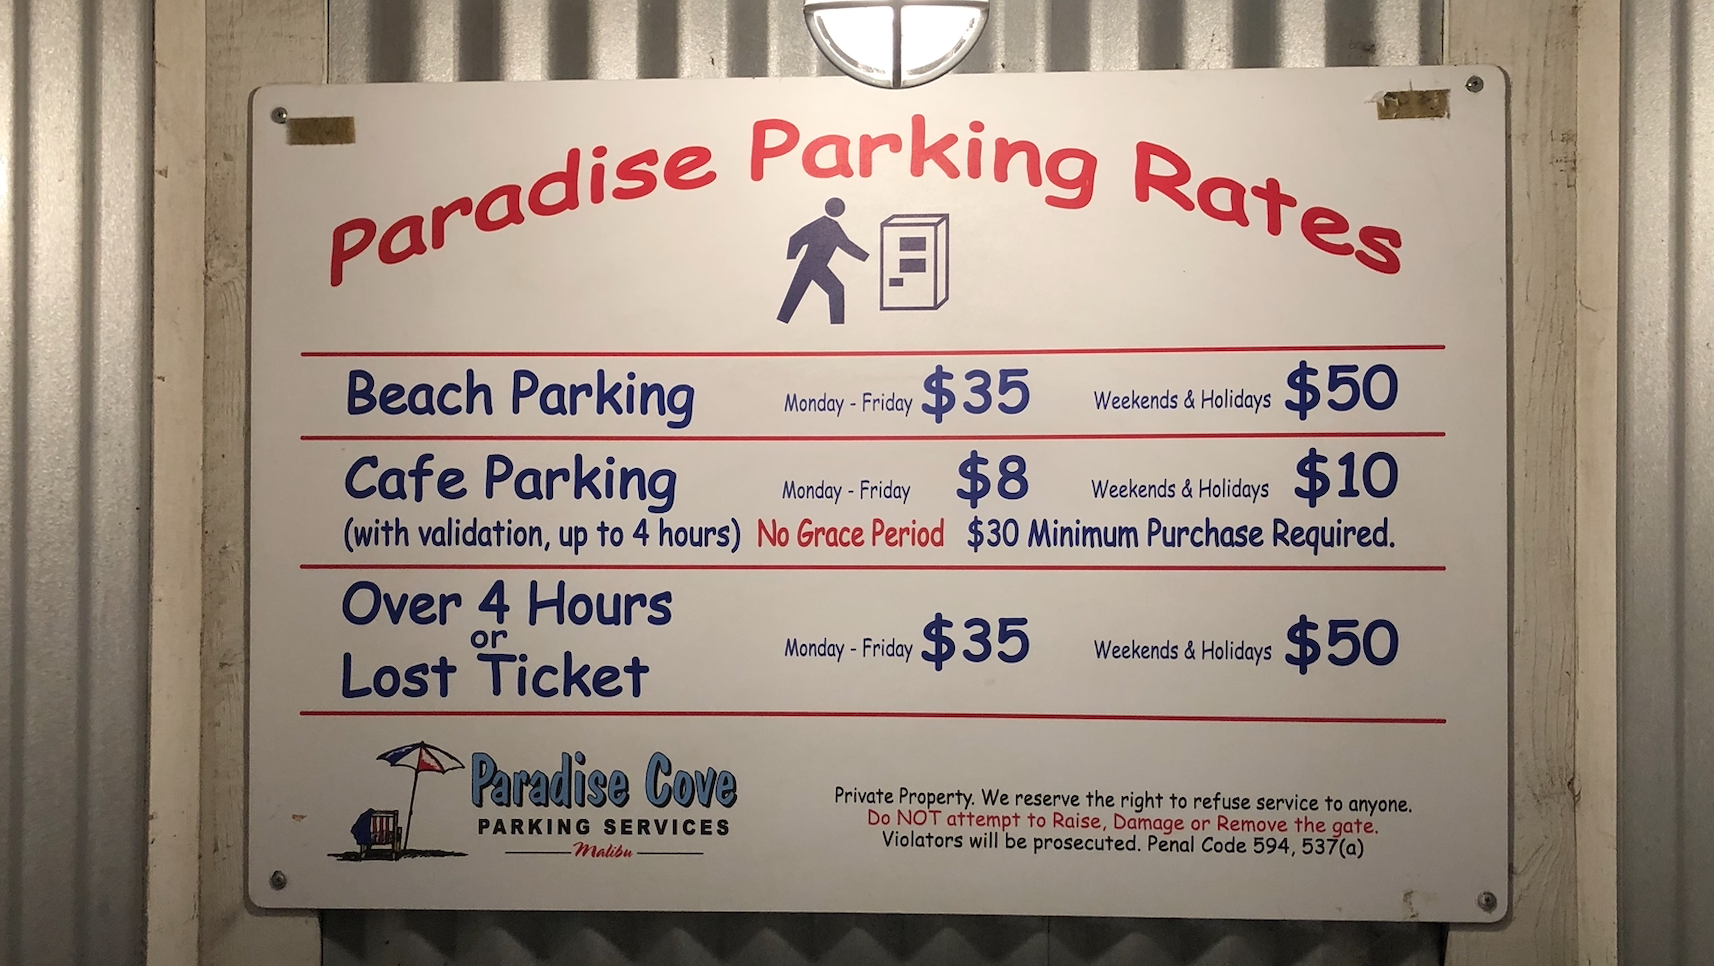 Paradise Parking Rates
Beach Parking Monday - Friday $35 Weekends & Holidays $50
Cafe Parking Monday - Friday $8 Weekends & Holidays $10
(with validation, up to 4 hours) No Grace Period $30 Minimum Purchase Required.
Over 4 Hours
or
Lost Ticket
Monday - Friday $35 Weekends & Holidays $50
Paradise Cove
PARKING SERVICES
Malibu
Private Property. We reserve the right to refuse service to anyone.
Do NOT attempt to Raise, Damage or Remove the gate.
Violators will be prosecuted. Penal Code 594, 537(a)